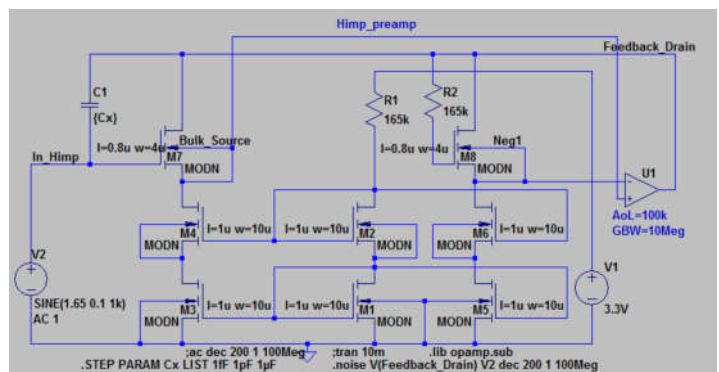 Himp_preamp
Feedback_Drain
C1
{Cx}
R1
165k
R2
165k
In_Himp
l=0.8u w=4u
Bulk_Source
M7
MODN
l=0.8u w=4u
Neg1
M8
MODN
U1
AoL=100k
GBW=10Meg
M4
l=1u w=10u
MODN
M2
l=1u w=10u
MODN
M6
l=1u w=10u
MODN
V2
SINE(1.65 0.1 1k)
AC 1
M3
l=1u w=10u
MODN
M1
l=1u w=10u
MODN
M5
l=1u w=10u
MODN
V1
3.3V
;ac dec 200 1 100Meg
;tran 10m
.lib opamp.sub
.STEP PARAM Cx LIST 1fF 1pF 1µF
.noise V(Feedback_Drain) V2 dec 200 1 100Meg